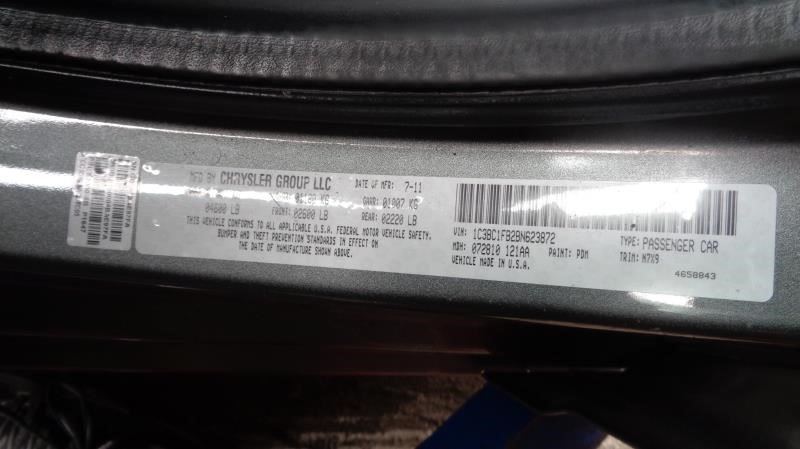 MFD BY CHRYSLER GROUP LLC DATE OF MFR: 7-11
GAWR: 01007 KG
04600 LB FRONT: 02600 LB REAR: 02220 LB
THIS VEHICLE CONFORMS TO ALL APPLICABLE U.S.A. FEDERAL MOTOR VEHICLE SAFETY,
BUMPER AND THEFT PREVENTION STANDARDS IN EFFECT ON
THE DATE OF MANUFACTURE SHOWN ABOVE.
VIN: 1C3BC1FB2BN623872 TYPE: PASSENGER CAR
MDH: 072810 121AA PAINT: PDM TRIM: M7X9
VEHICLE MADE IN U.S.A.
4658843